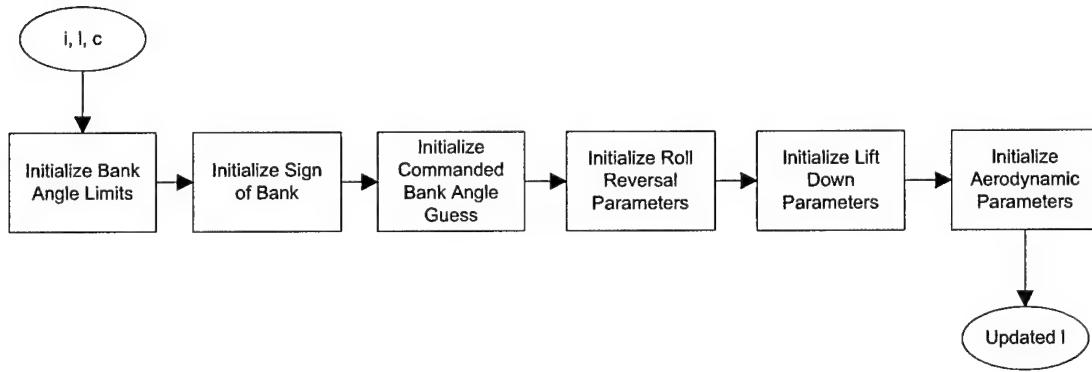 i, l, c
Initialize Bank
Angle Limits
Initialize Sign
of Bank
Initialize
Commanded
Bank Angle
Guess
Initialize Roll
Reversal
Parameters
Initialize Lift
Down
Parameters
Initialize
Aerodynamic
Parameters
Updated l